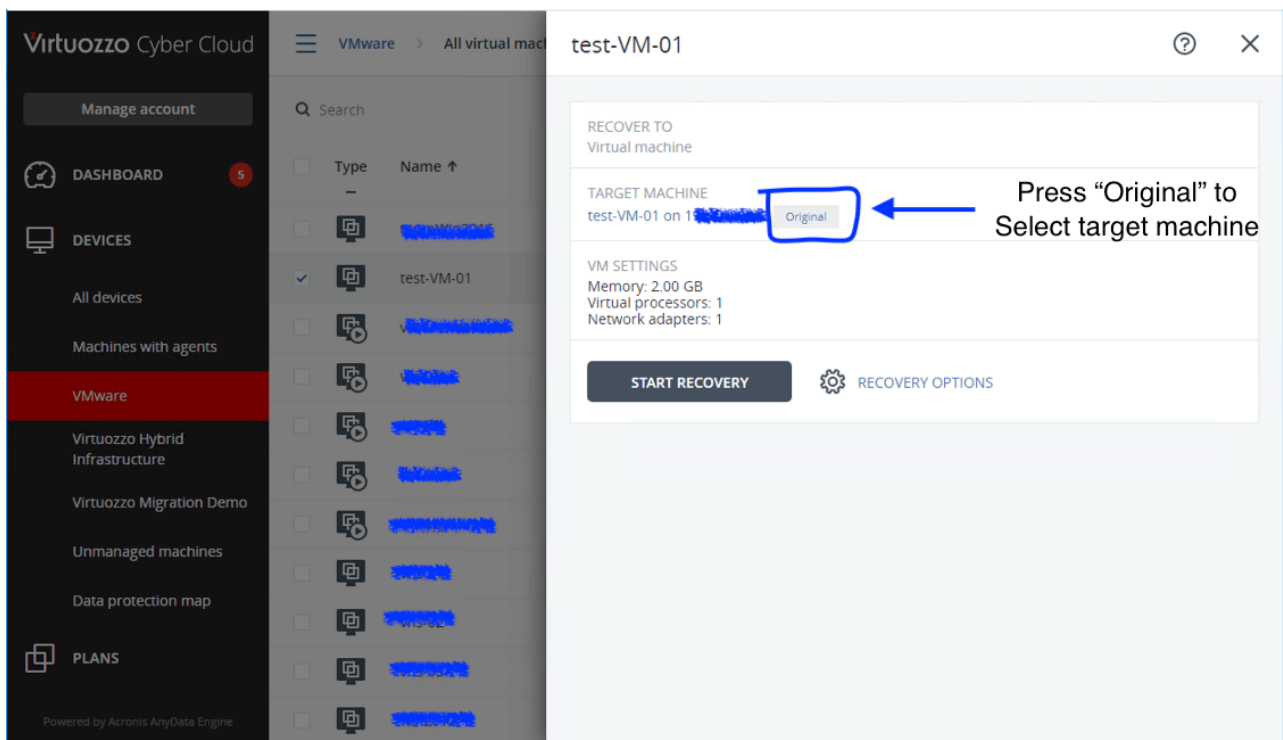 Virtuozzo Cyber Cloud
Manage account
DASHBOARD
5
DEVICES
All devices
Machines with agents
VMware
Virtuozzo Hybrid
Infrastructure
Virtuozzo Migration Demo
Unmanaged machines
Data protection map
PLANS
Powered by Acronis AnyData Engine
VMware > All virtual mach
Search
Type Name ↑
test-VM-01
test-VM-01
?
RECOVER TO
Virtual machine
TARGET MACHINE
test-VM-01 on Original
VM SETTINGS
Memory: 2.00 GB
Virtual processors: 1
Network adapters: 1
START RECOVERY
RECOVERY OPTIONS
Press “Original” to
Select target machine